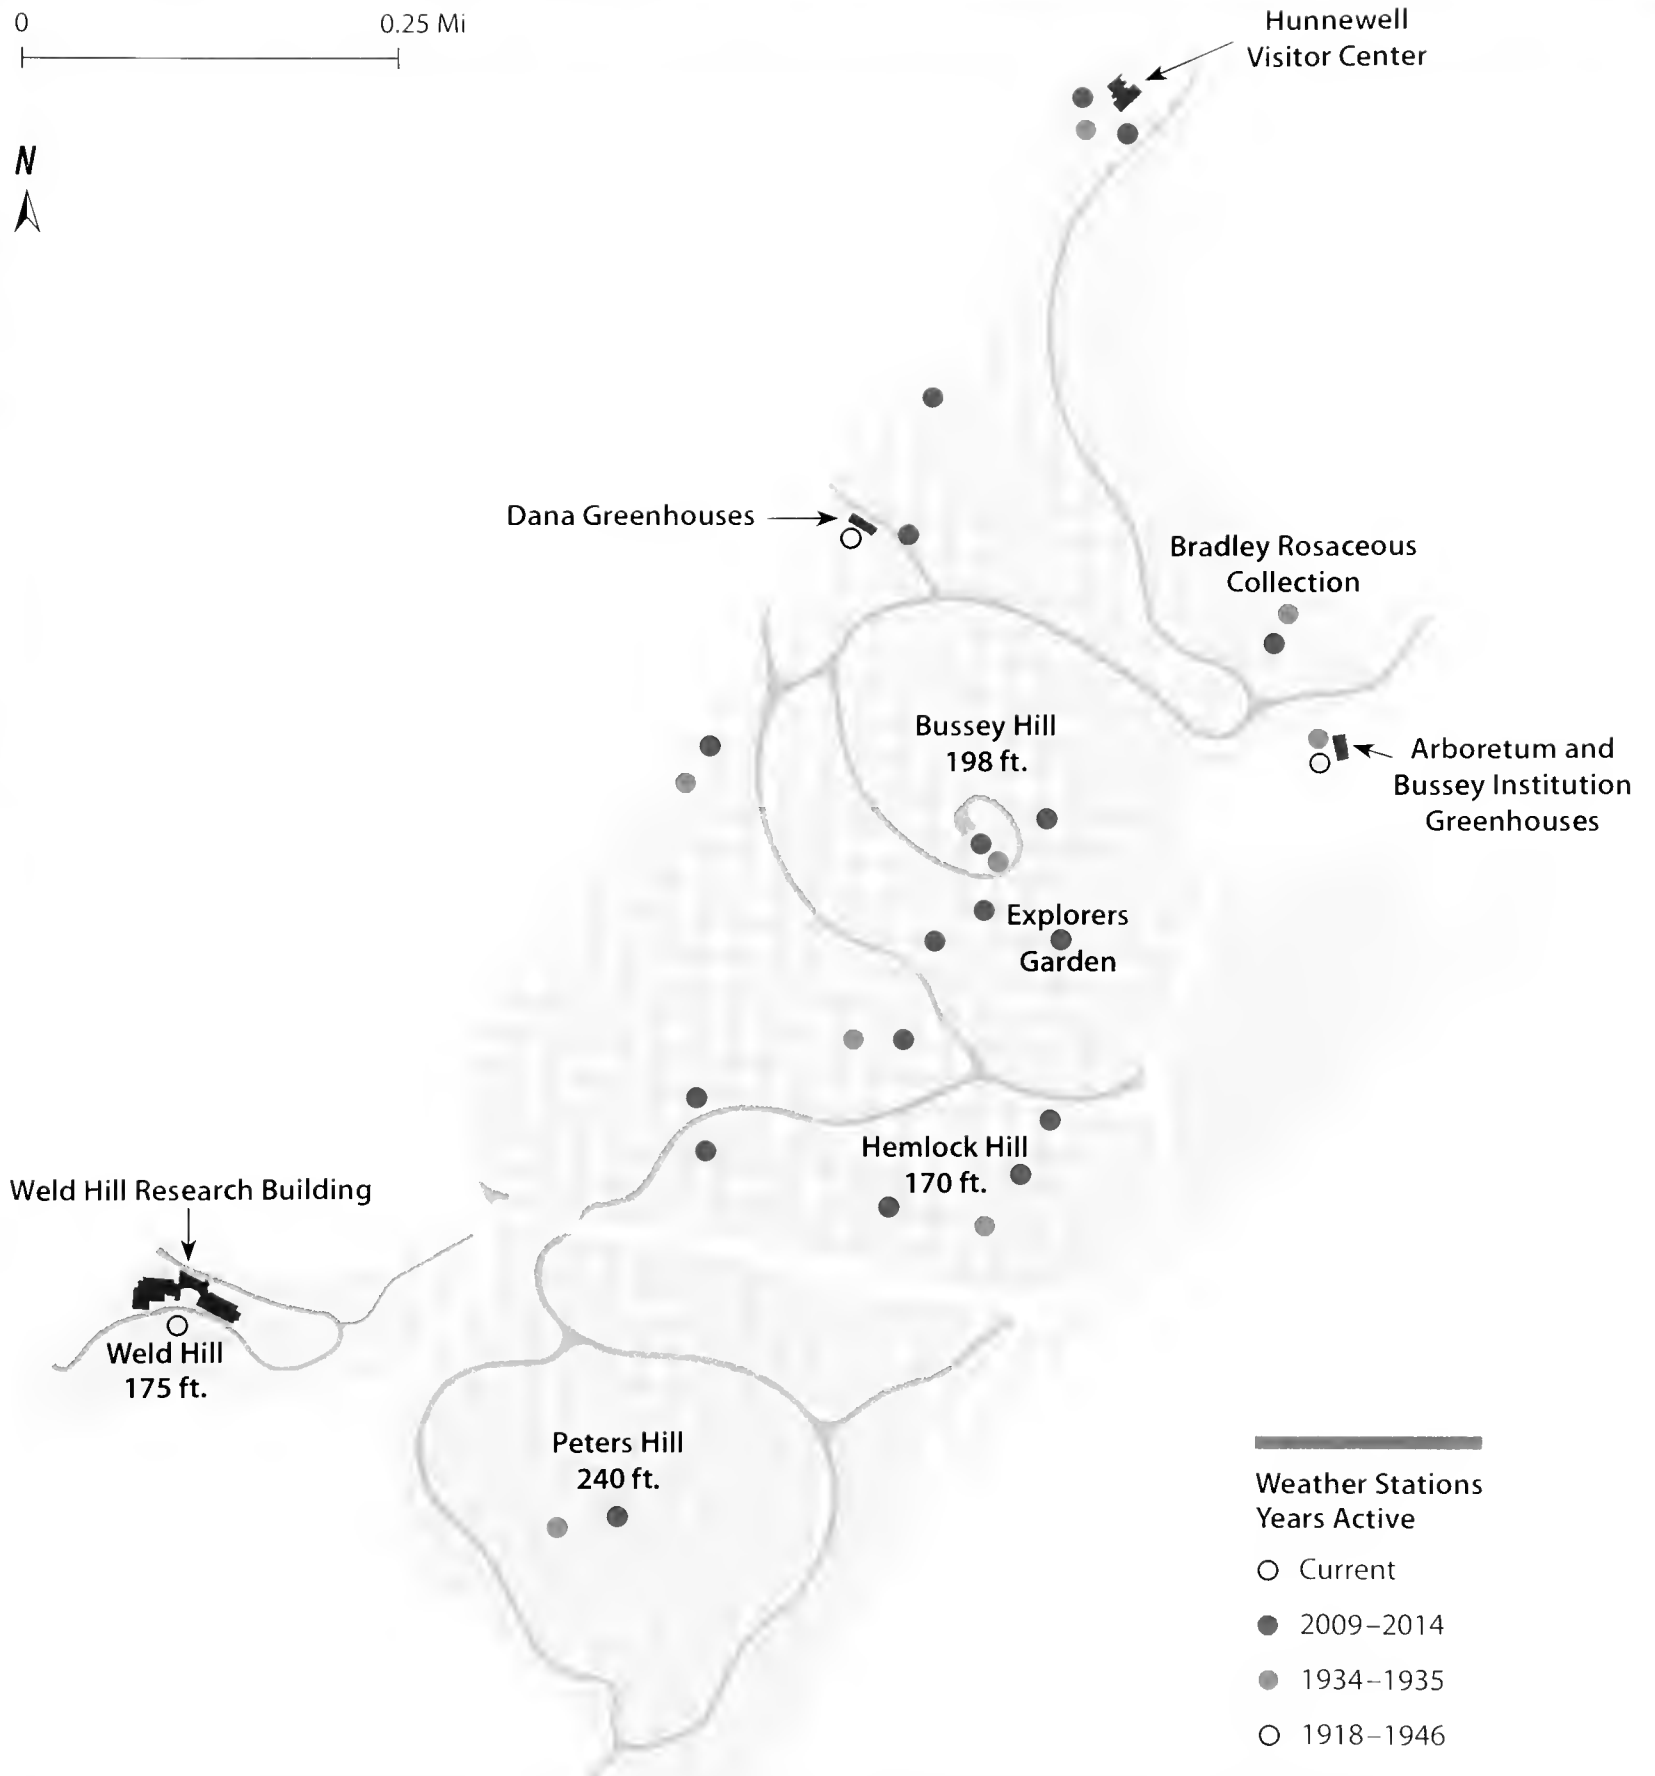 0 0.25 Mi
N
Hunnewell
Visitor Center
Dana Greenhouses
Bradley Rosaceous
Collection
Bussey Hill
198 ft.
Arboretum and
Bussey Institution
Greenhouses
Explorers
Garden
Hemlock Hill
170 ft.
Weld Hill Research Building
Weld Hill
175 ft.
Peters Hill
240 ft.
Weather Stations
Years Active
Current
2009–2014
1934–1935
1918–1946